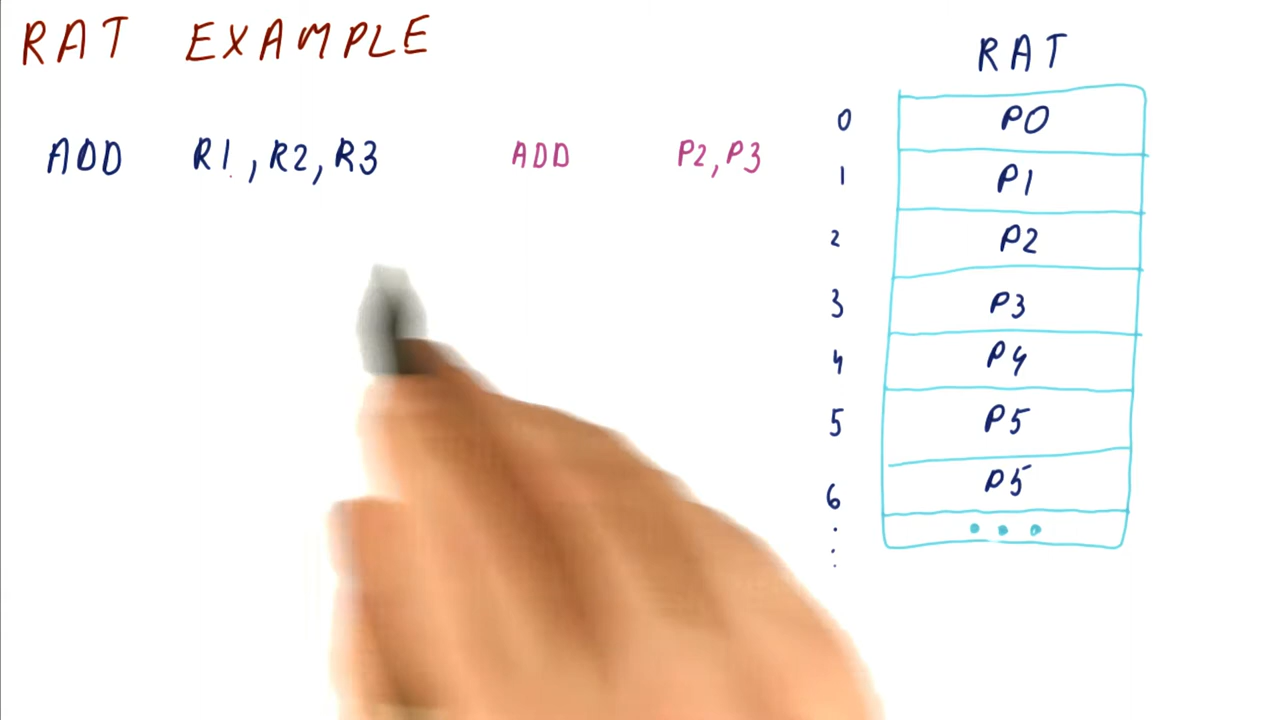 RAT EXAMPLE
RAT
ADD R1, R2, R3
ADD P2, P3
0 P0
1 P1
2 P2
3 P3
4 P4
5 P5
6 P5